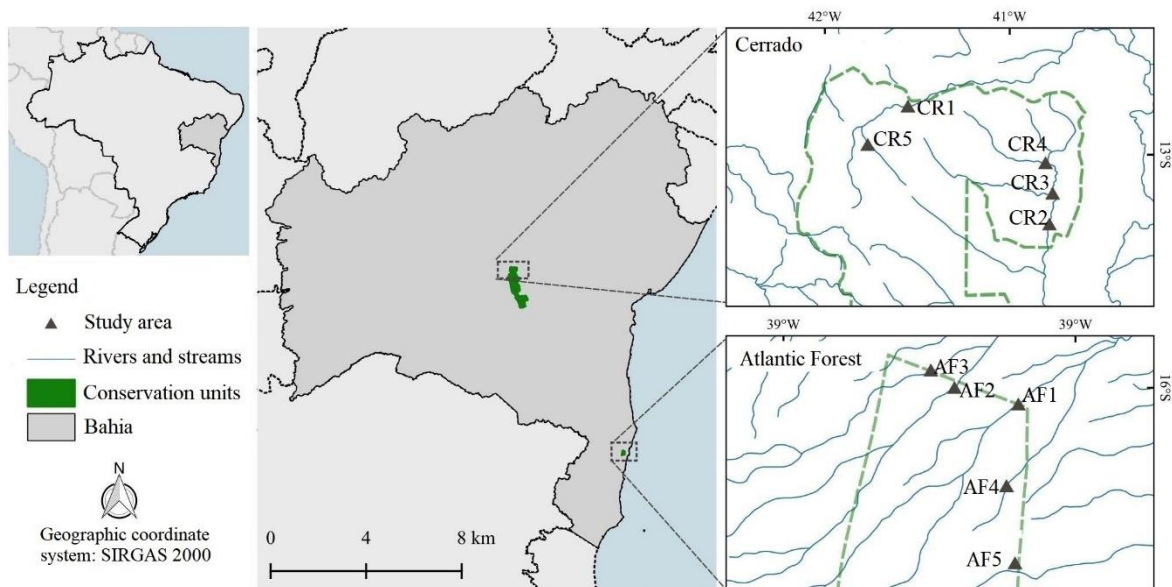 Legend
Study area
Rivers and streams
Conservation units
Bahia
N
Geographic coordinate
system: SIRGAS 2000
0 4 8 km
42°W 41°W
Cerrado
CR1
CR5
CR4
13°S
CR3
CR2
39°W 39°W
Atlantic Forest
AF3
AF2
AF1
16°S
AF4
AF5